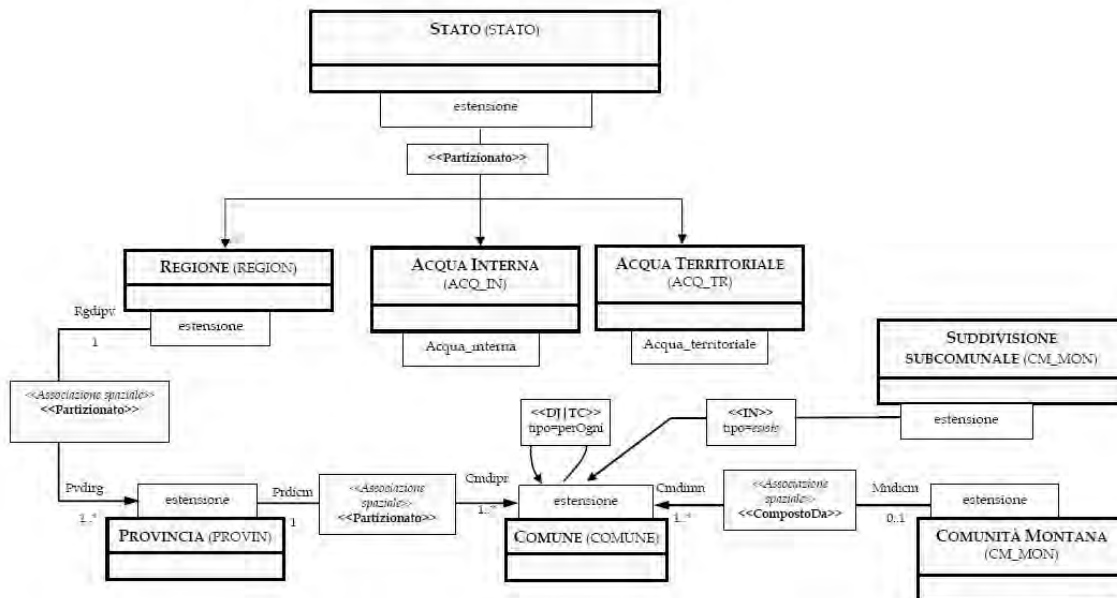 STATO (STATO)
estensione
<<Partizionato>>
REGIONE (REGION)
estensione
ACQUA INTERNA
(ACQ_IN)
Acqua_interna
ACQUA TERRITORIALE
(ACQ_TR)
Acqua_territoriale
SUDDIVISIONE
SUBCOMUNALE (CM_MON)
estensione
Rgdipv
1
<<Associazione spaziale>>
<<Partizionato>>
<<DJ|TC>>
tipo=perOgni
<<IN>>
tipo=esists
Pvdirg
1..*
estensione
PROVINCIA (PROVIN)
Prdicm
1
<<Associazione
spaziale>>
<<Partizionato>>
Cmdipr
1..*
estensione
COMUNE (COMUNE)
Cmdimn
1..*
<<Associazione
spaziale>>
<<CompostoDa>>
Mndicm
0..1
estensione
COMUNITÀ MONTANA
(CM_MON)